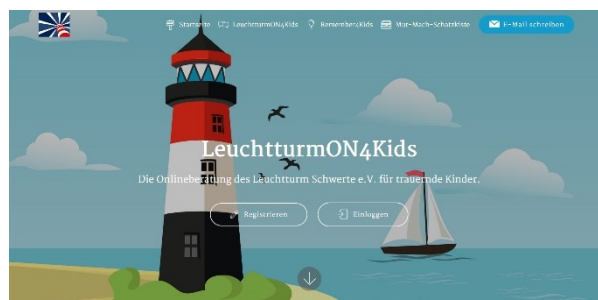 Startseite LeuchtturmON4Kids Remember4Kids Mut-Mach-Schatzkiste E-Mail schreiben
LeuchtturmON4Kids
Die Onlineberatung des Leuchtturm Schwerte e.V. für trauernde Kinder.
Registrieren Einloggen